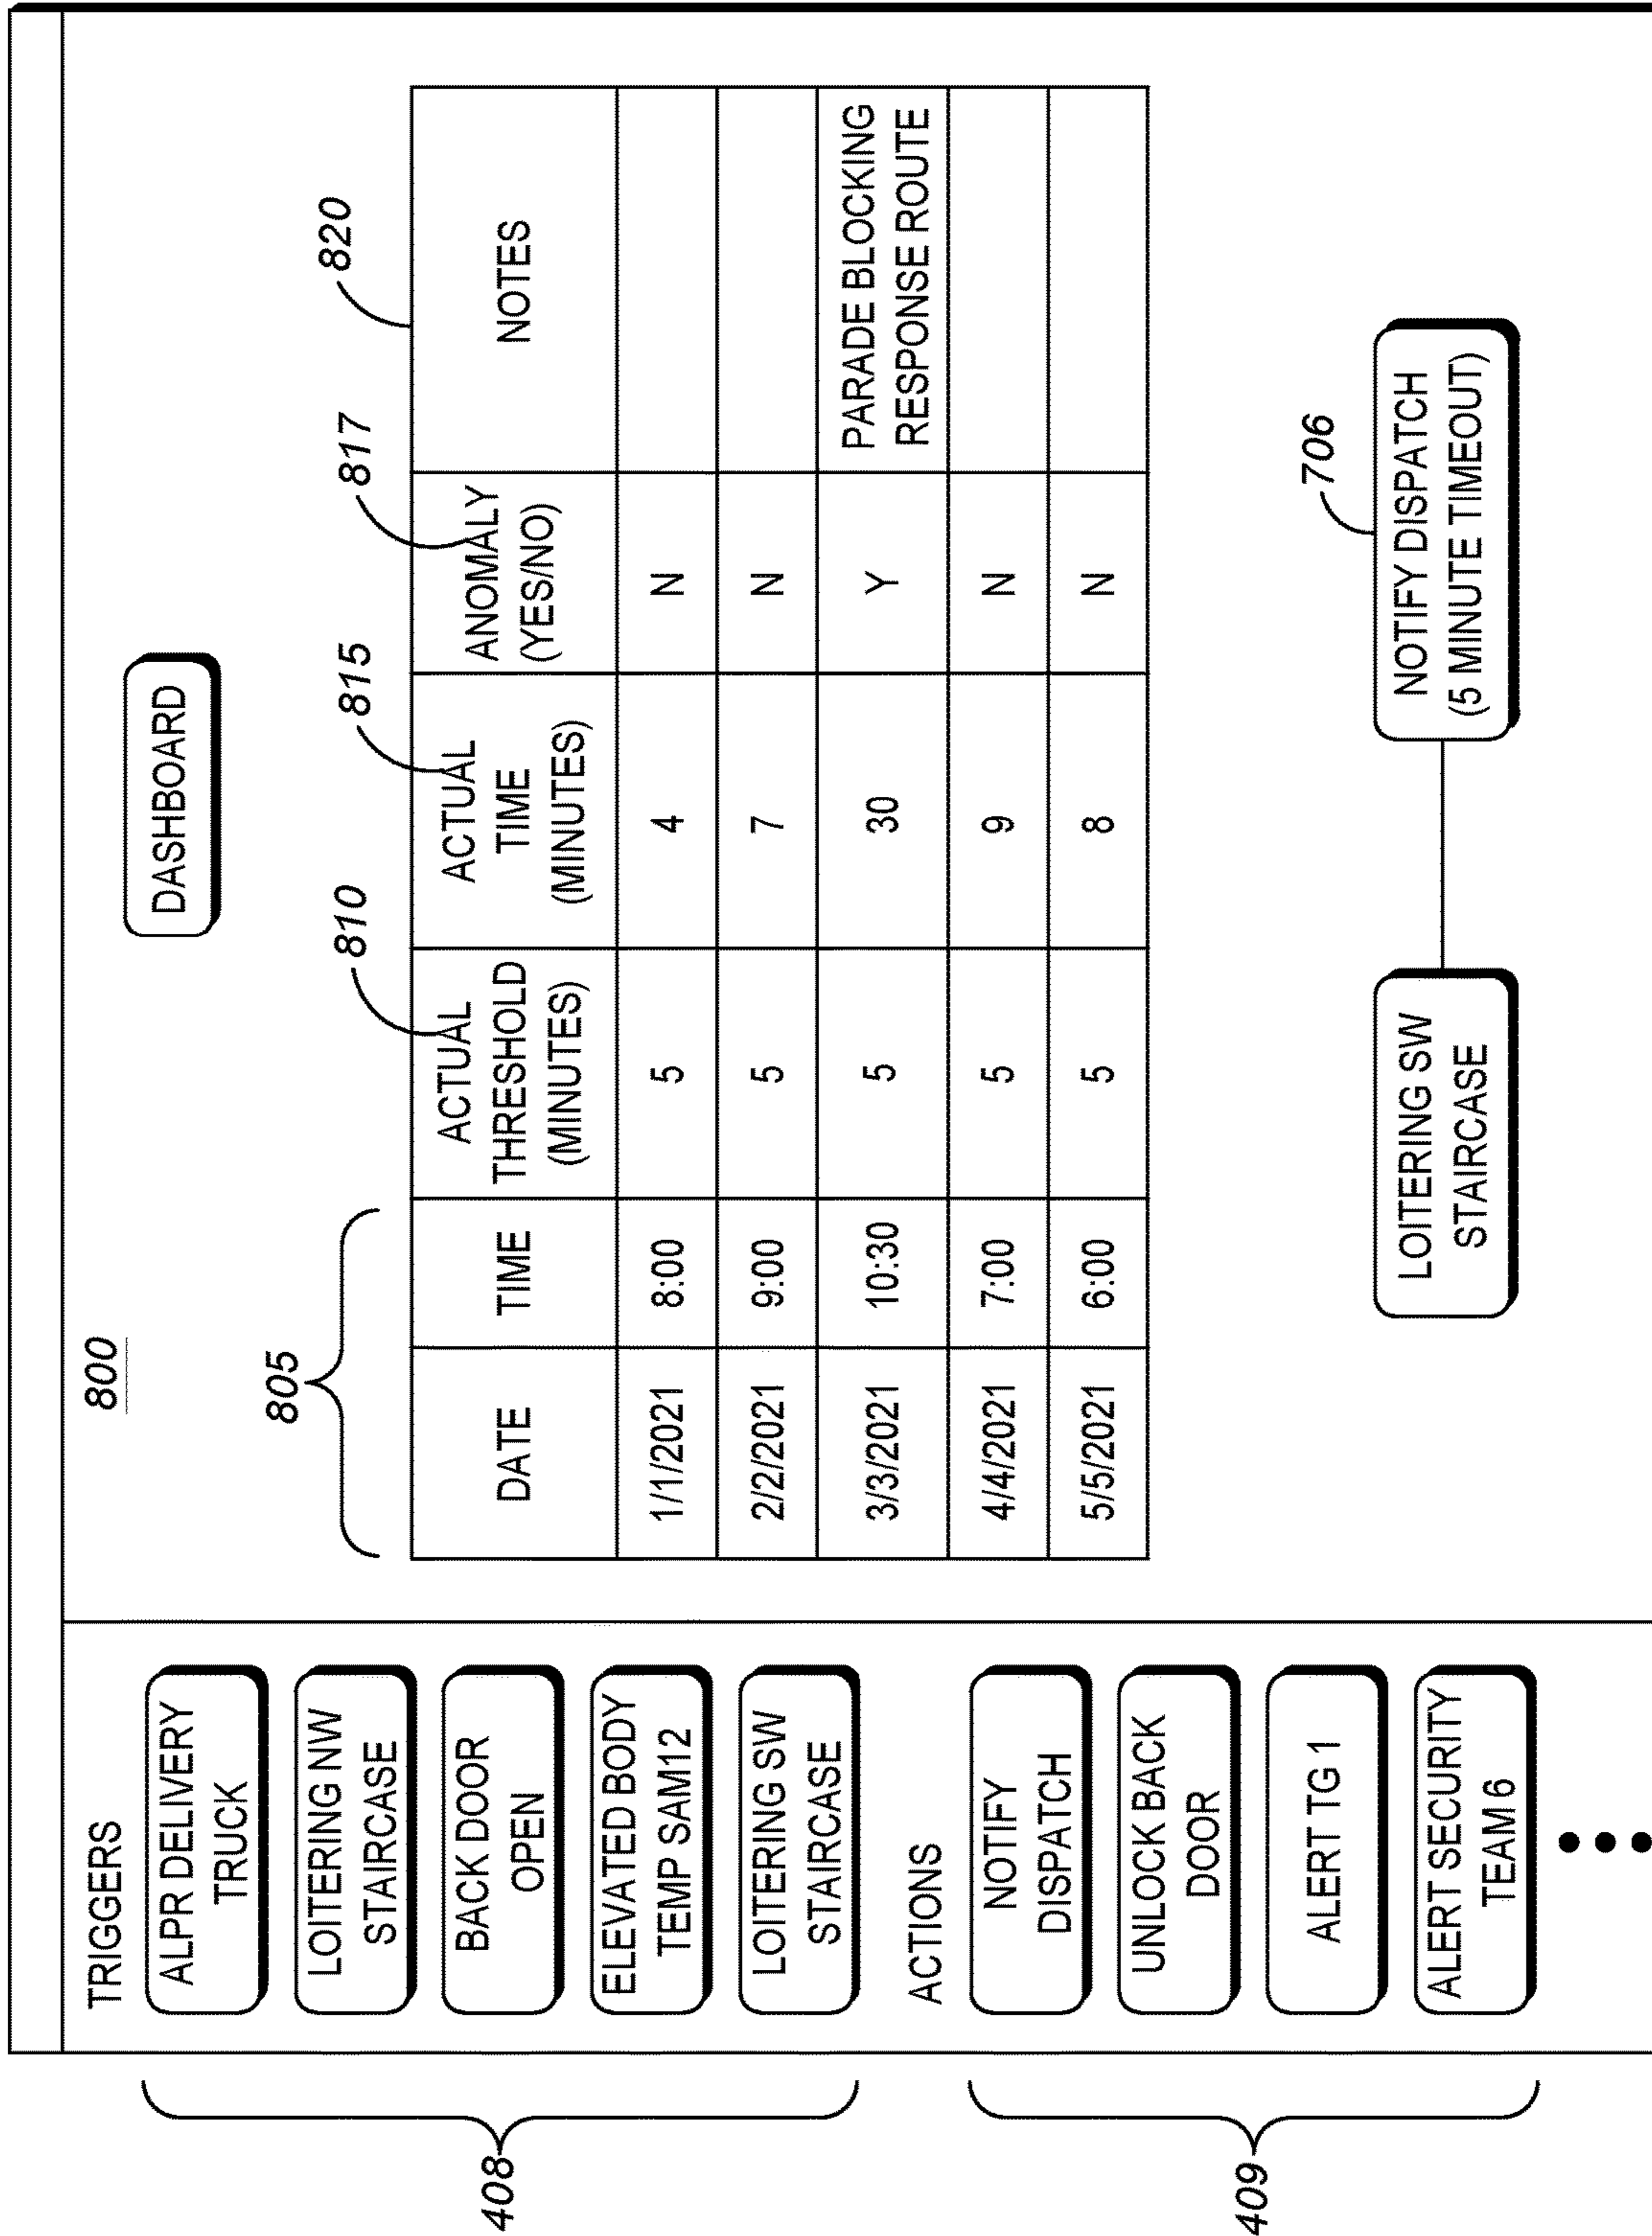 800
DASHBOARD
TRIGGERS
ALPR DELIVERY
TRUCK
LOITERING NW
STAIRCASE
BACK DOOR
OPEN
ELEVATED BODY
TEMP SAM12
LOITERING SW
STAIRCASE
408
ACTIONS
NOTIFY
DISPATCH
UNLOCK BACK
DOOR
ALERT TG 1
ALERT SECURITY
TEAM 6
409
805
810
815
817
820
DATE TIME ACTUAL THRESHOLD (MINUTES) ACTUAL TIME (MINUTES) ANOMALY (YES/NO) NOTES
1/1/2021 8:00 5 4 N
2/2/2021 9:00 5 7 N
3/3/2021 10:30 5 30 Y PARADE BLOCKING RESPONSE ROUTE
4/4/2021 7:00 5 9 N
5/5/2021 6:00 5 8 N
LOITERING SW
STAIRCASE
706
NOTIFY DISPATCH
(5 MINUTE TIMEOUT)